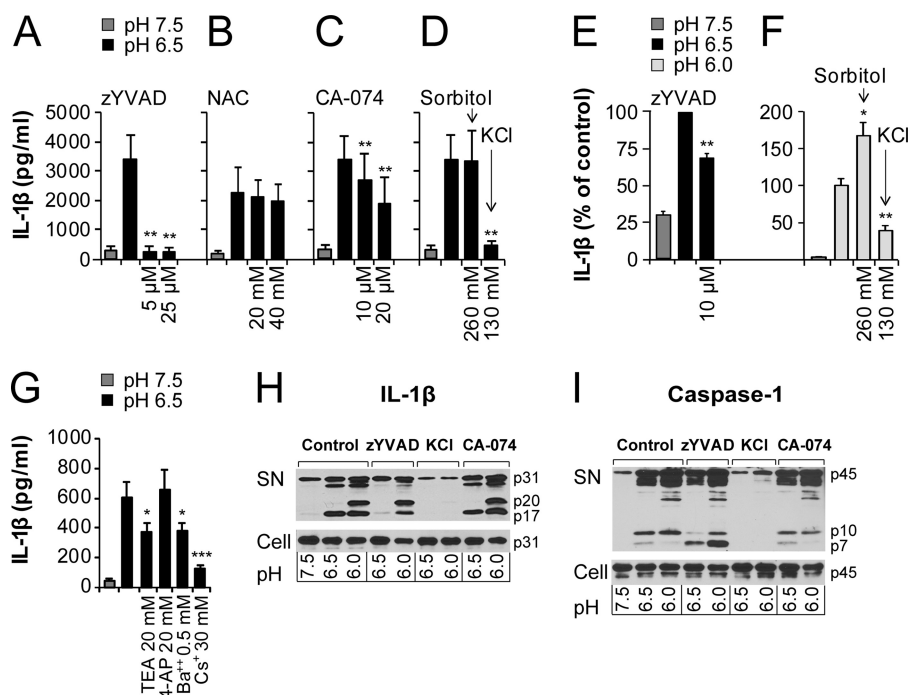 A
pH 7.5
pH 6.5
B
C
D
E
pH 7.5
pH 6.5
pH 6.0
F
zYVAD
NAC
CA-074
Sorbitol
KCl
zYVAD
Sorbitol
KCl
IL-1β (pg/ml)
5000
4000
3000
2000
1000
0
** **
5 µM
25 µM
20 mM
40 mM
**
**
10 µM
20 µM
**
260 mM
130 mM
IL-1β (% of control)
100
75
50
25
0
**
10 µM
200
150
100
50
0
*
**
260 mM
130 mM
G
pH 7.5
pH 6.5
IL-1β (pg/ml)
1000
800
600
400
200
0
*
*
***
TEA 20 mM
4-AP 20 mM
Ba⁺⁺ 0.5 mM
Cs⁺ 30 mM
H
IL-1β
Control zYVAD KCl CA-074
SN
p31
p20
p17
Cell
p31
pH
7.5 6.5 6.0 6.5 6.0 6.5 6.0 6.5 6.0
I
Caspase-1
Control zYVAD KCl CA-074
SN
p45
p10
p7
Cell
p45
pH
7.5 6.5 6.0 6.5 6.0 6.5 6.0 6.5 6.0